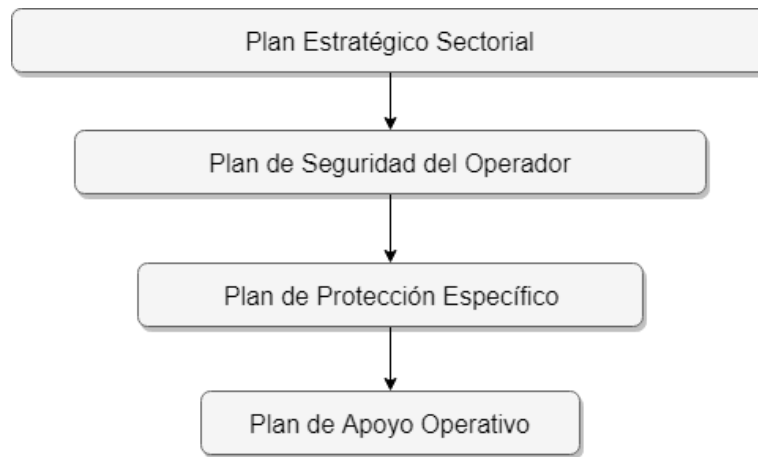 Plan Estratégico Sectorial
Plan de Seguridad del Operador
Plan de Protección Específico
Plan de Apoyo Operativo